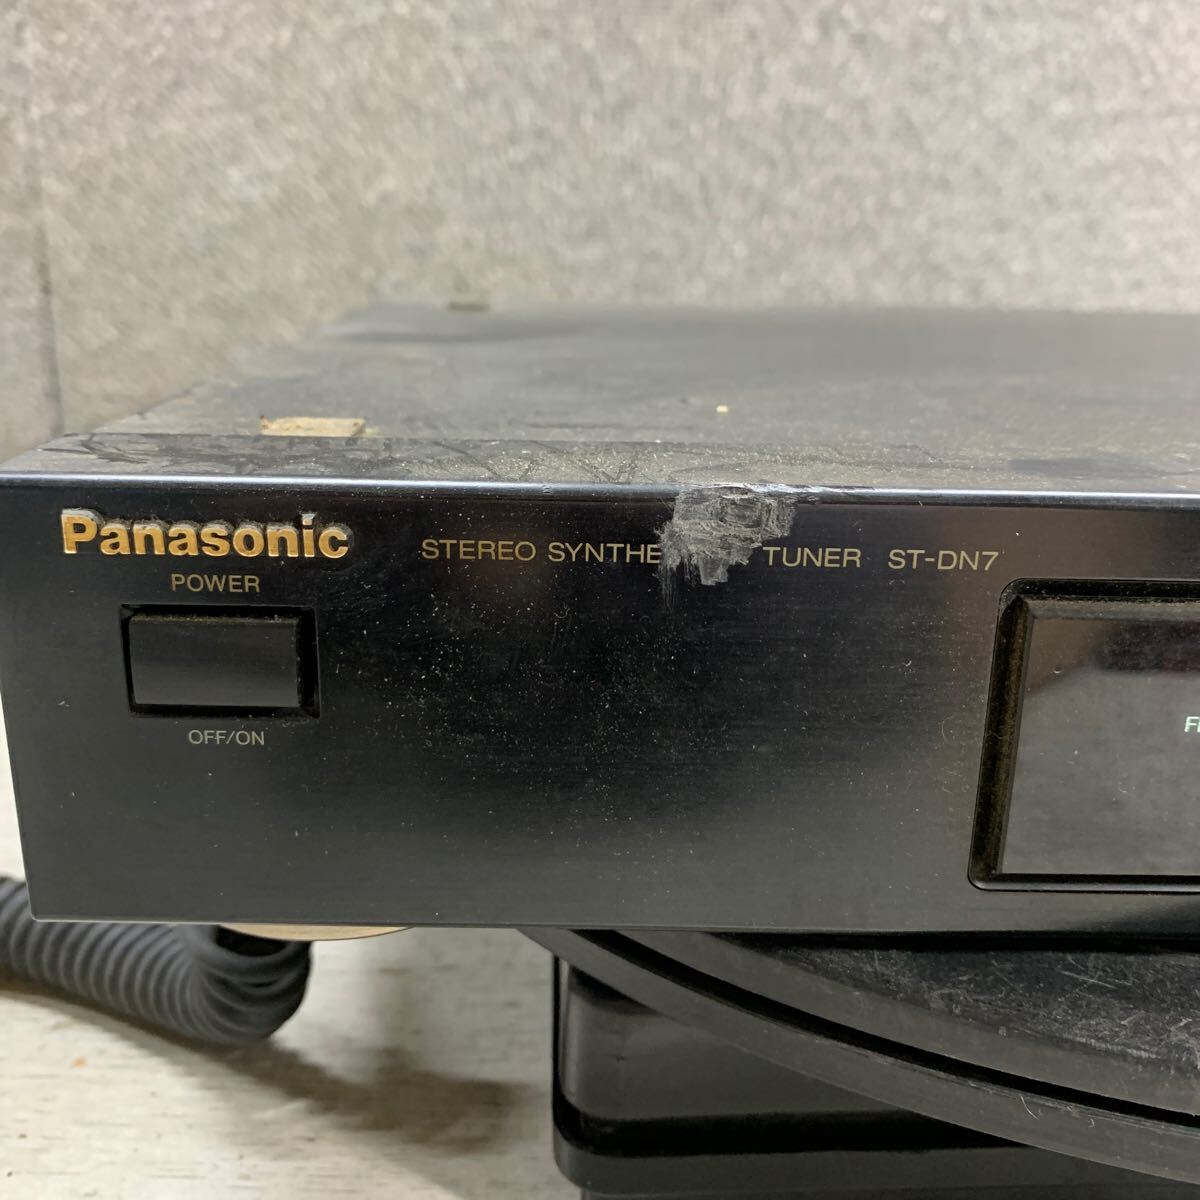 Panasonic
STEREO SYNTHE TUNER ST-DN7
POWER
OFF/ON